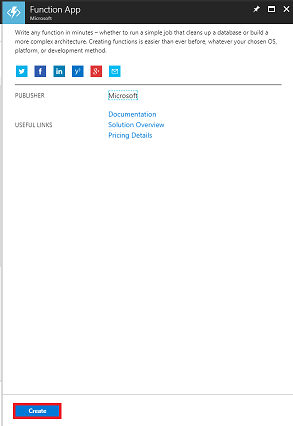 Function App
Microsoft
Write any function in minutes – whether to run a simple job that cleans up a database or build a
more complex architecture. Creating functions is easier than ever before, whatever your chosen OS,
platform, or development method.
PUBLISHER Microsoft
Documentation
USEFUL LINKS Solution Overview
Pricing Details
Create